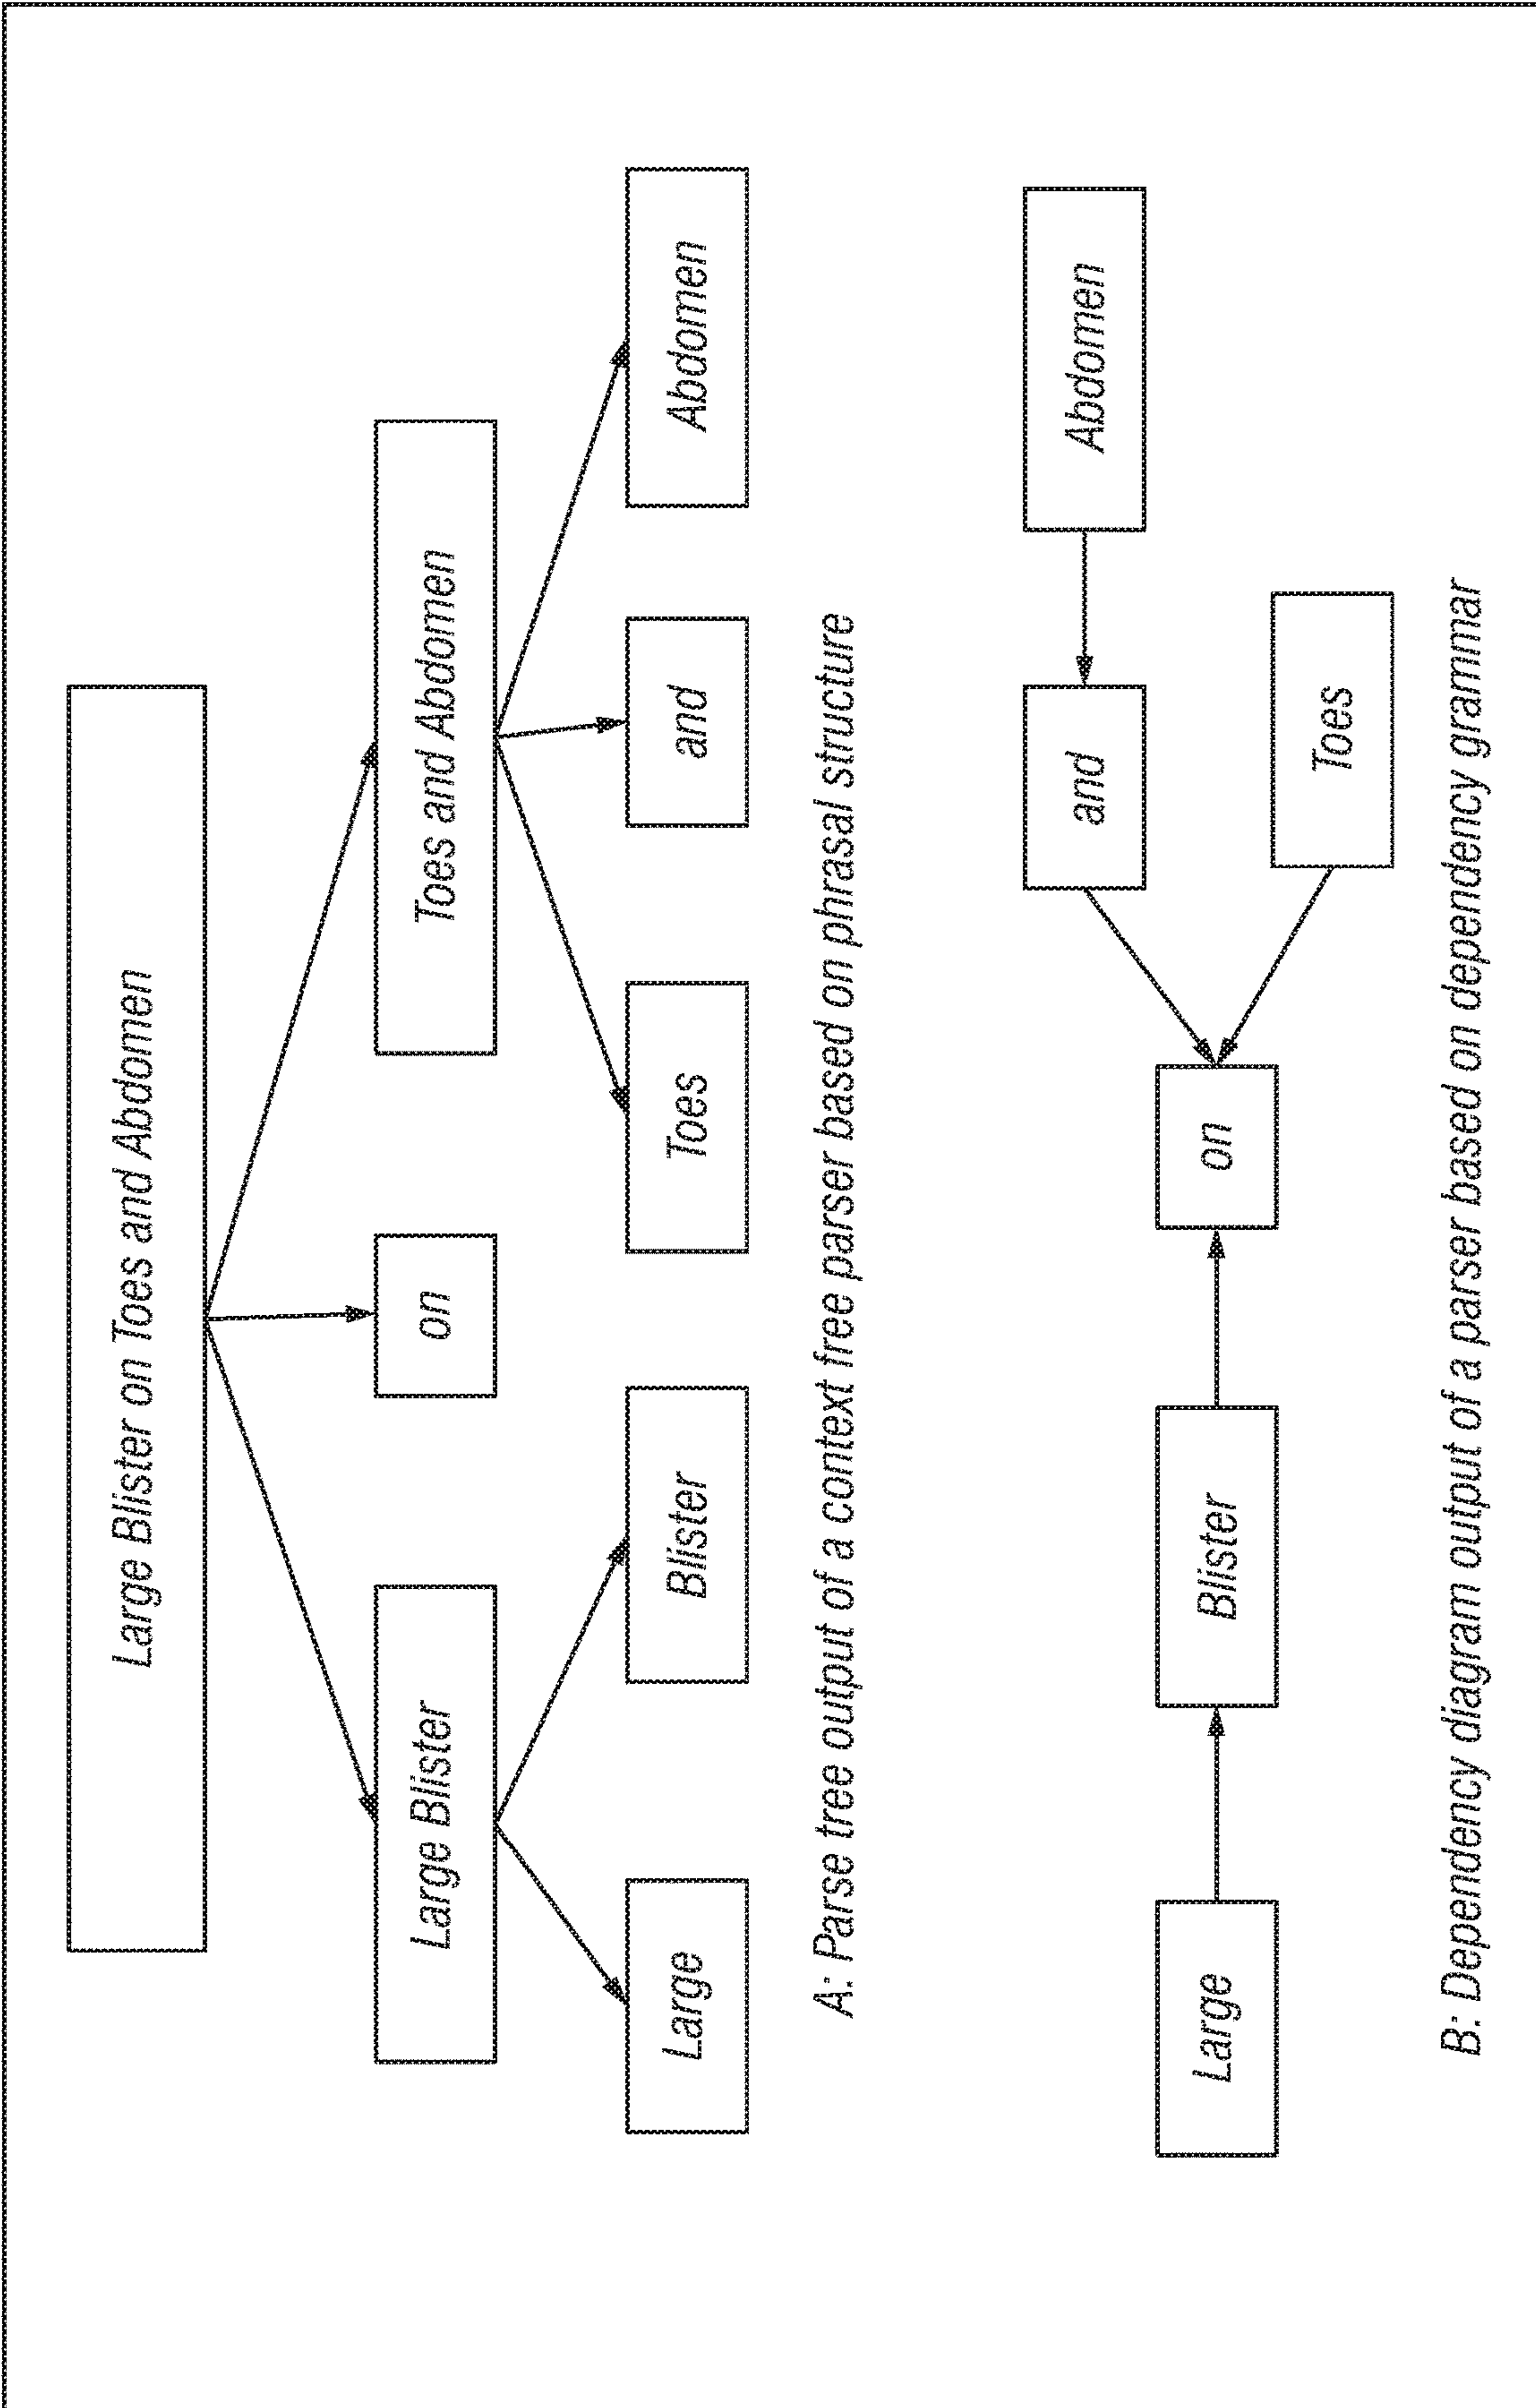 Large Blister on Toes and Abdomen
Large Blister
on
Toes and Abdomen
Large
Blister
Toes
and
Abdomen
A: Parse tree output of a context free parser based on phrasal structure
Large
Blister
on
and
Abdomen
Toes
B: Dependency diagram output of a parser based on dependency grammar